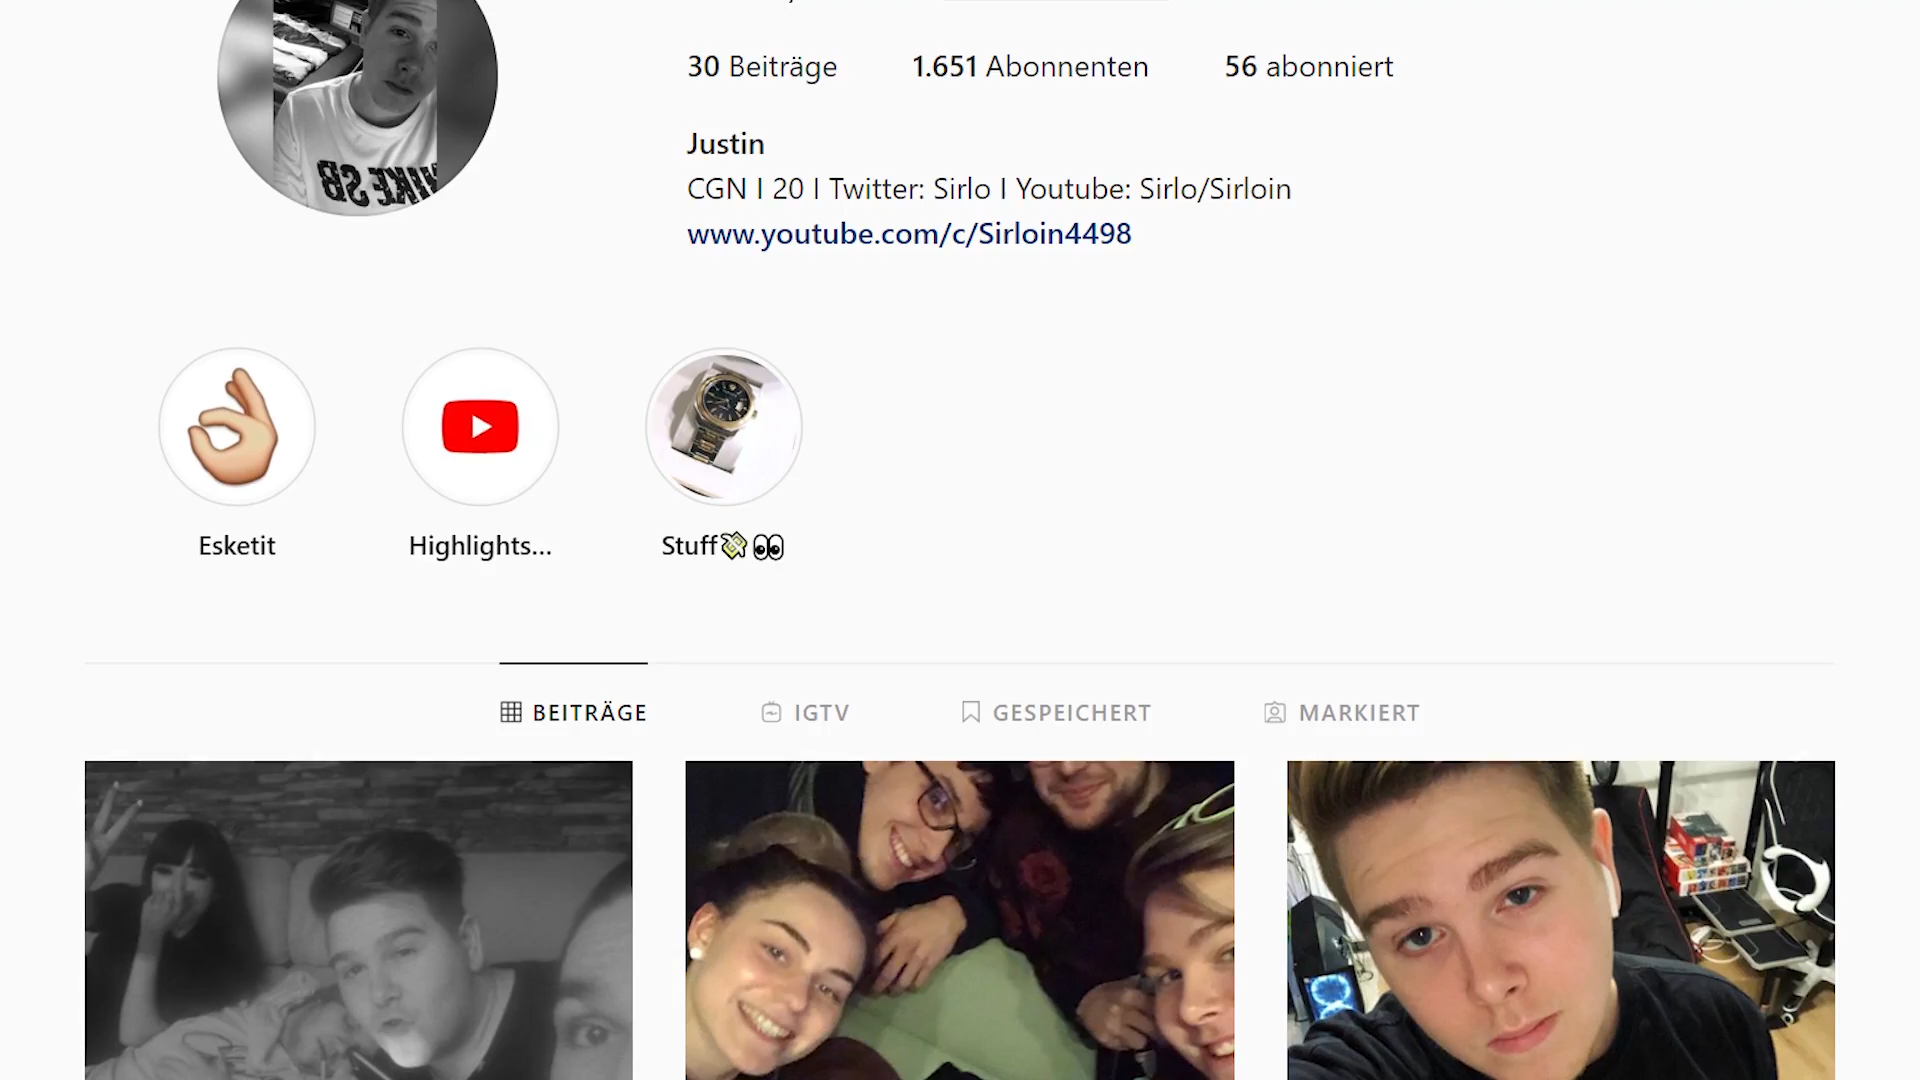 30 Beiträge 1.651 Abonnenten 56 abonniert
Justin
CGN I 20 I Twitter: Sirlo I Youtube: Sirlo/Sirloin
www.youtube.com/c/Sirloin4498
Esketit Highlights... Stuff💸👀
BEITRÄGE IGTV GESPEICHERT MARKIERT